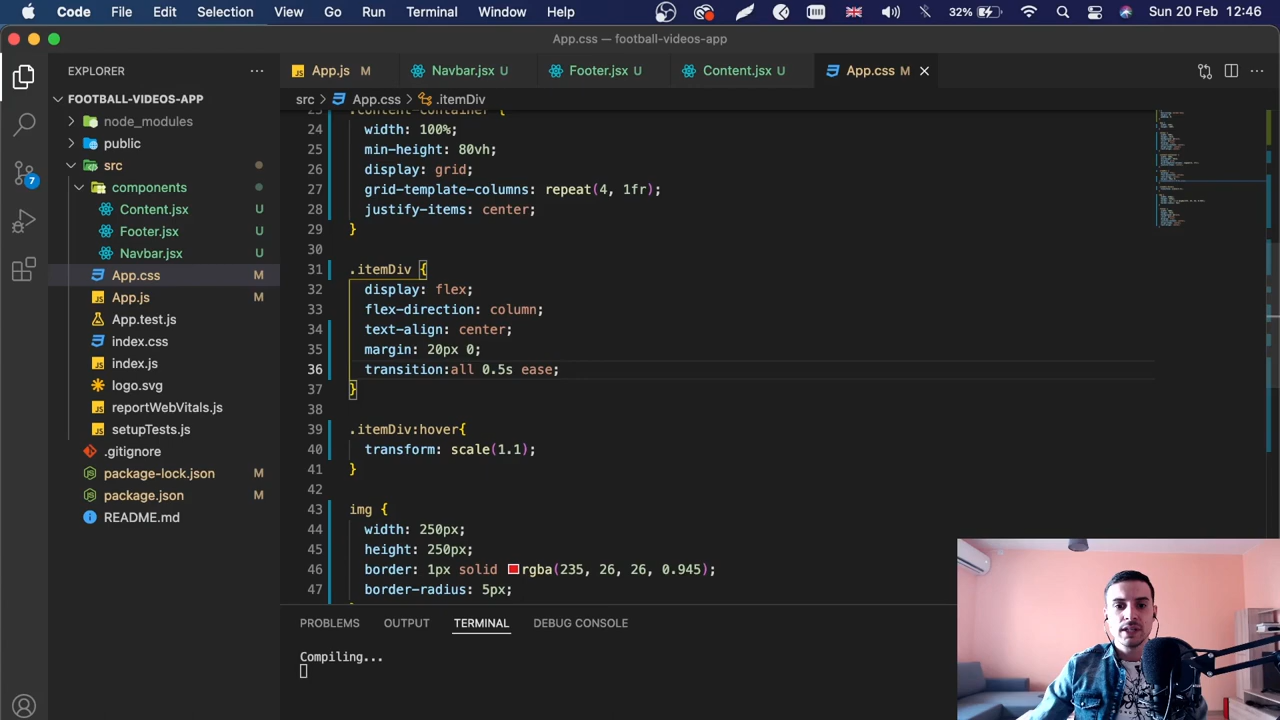 Code File Edit Selection View Go Run Terminal Window Help 32% Sun 20 Feb 12:46
App.css — football-videos-app
EXPLORER
App.js M Navbar.jsx U Footer.jsx U Content.jsx U App.css M
FOOTBALL-VIDEOS-APP
src > App.css > .itemDiv
node_modules
public
src
components
Content.jsx U
Footer.jsx U
Navbar.jsx U
App.css M
App.js M
App.test.js
index.css
index.js
logo.svg
reportWebVitals.js
setupTests.js
.gitignore
package-lock.json M
package.json M
README.md
7
23 .content-container {
24 width: 100%;
25 min-height: 80vh;
26 display: grid;
27 grid-template-columns: repeat(4, 1fr);
28 justify-items: center;
29 }
30
31 .itemDiv {
32 display: flex;
33 flex-direction: column;
34 text-align: center;
35 margin: 20px 0;
36 transition:all 0.5s ease;
37 }
38
39 .itemDiv:hover{
40 transform: scale(1.1);
41 }
42
43 img {
44 width: 250px;
45 height: 250px;
46 border: 1px solid rgba(235, 26, 26, 0.945);
47 border-radius: 5px;
PROBLEMS OUTPUT TERMINAL DEBUG CONSOLE
Compiling...